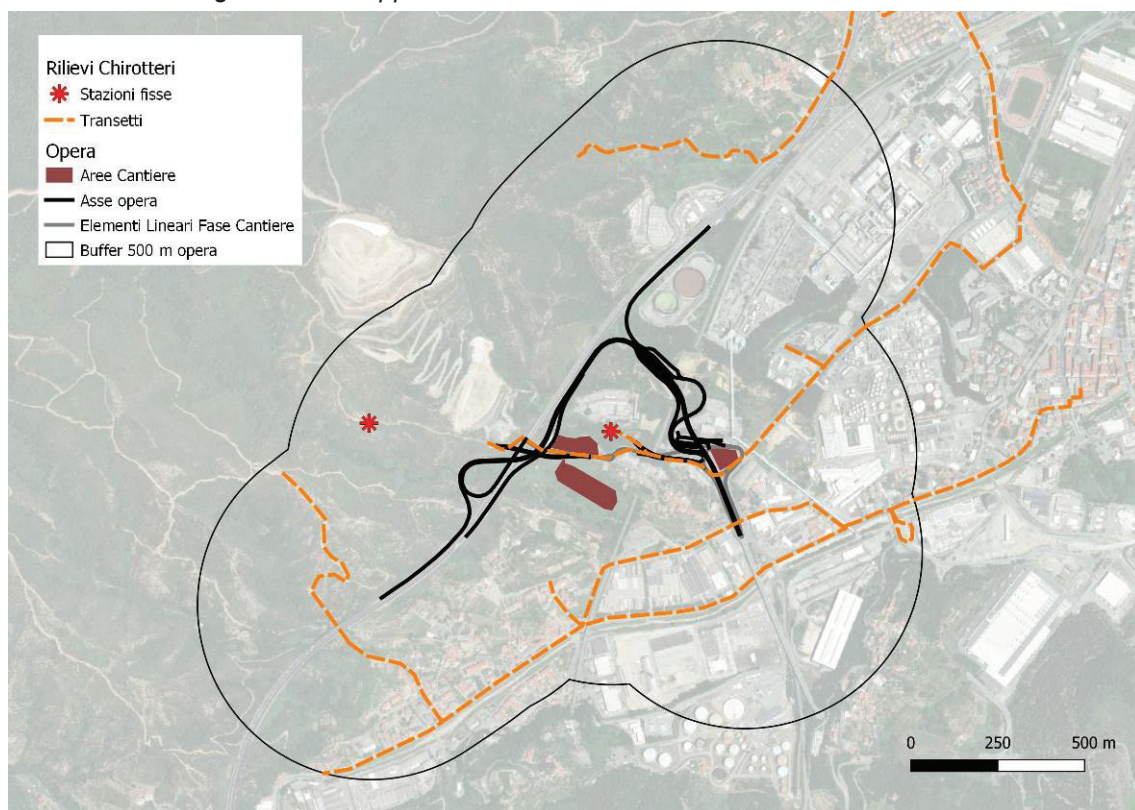 Rilievi Chirotteri
Stazioni fisse
Transetti
Opera
Aree Cantiere
Asse opera
Elementi Lineari Fase Cantiere
Buffer 500 m opera
0 250 500 m